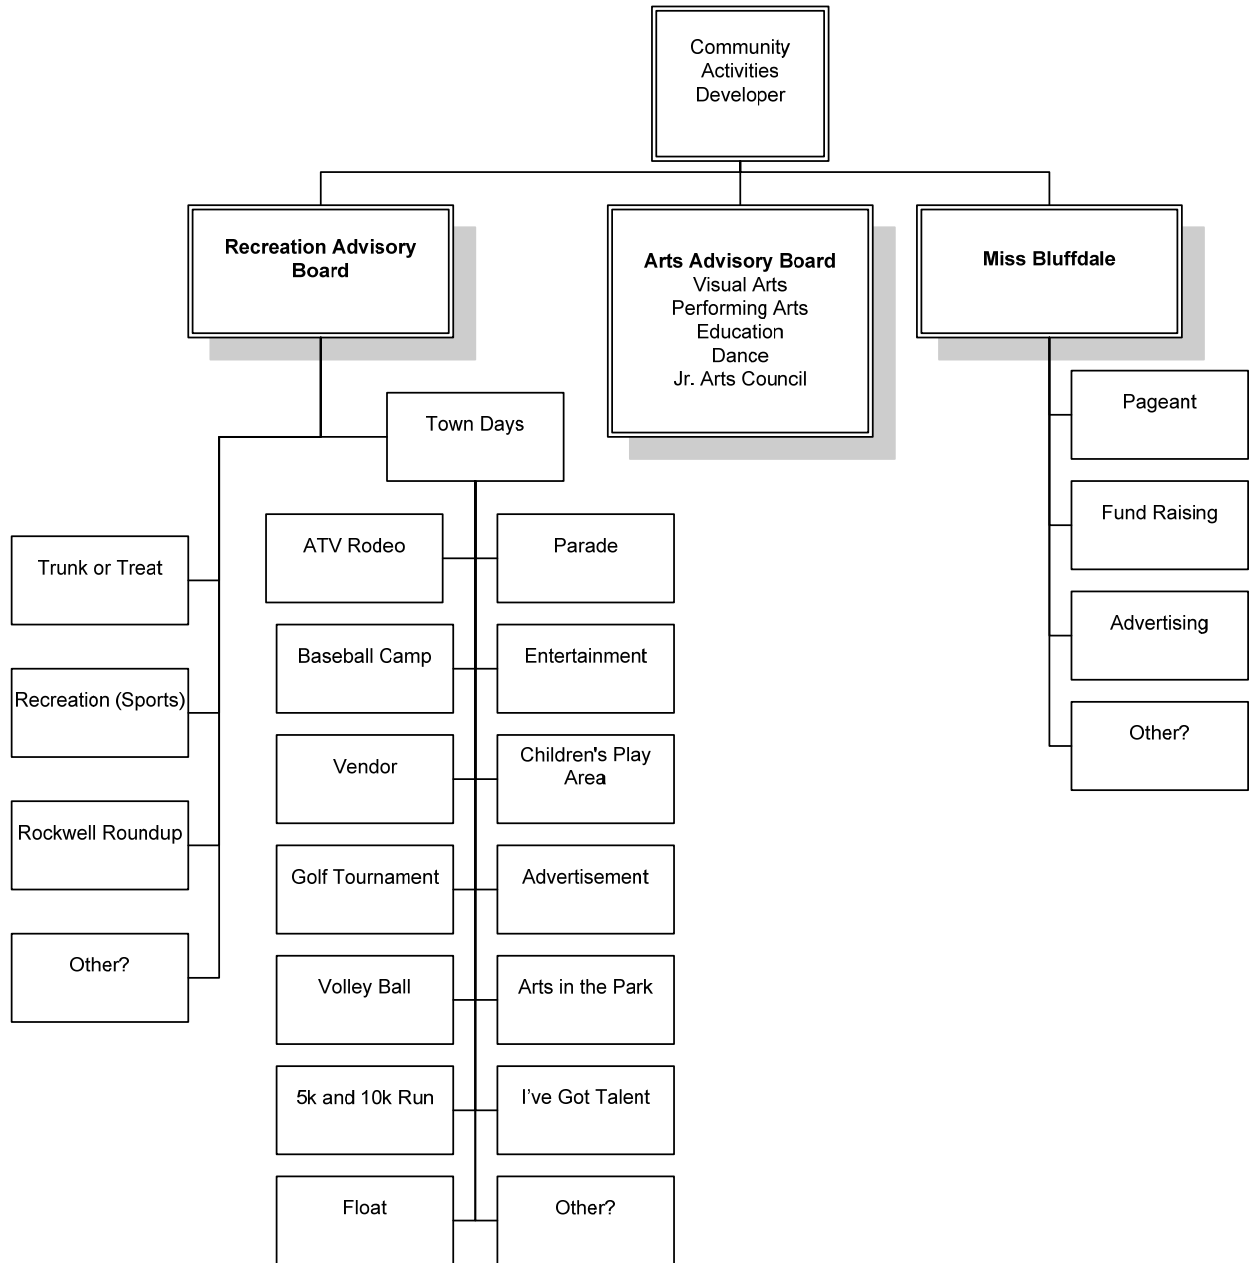 Community
Activities
Developer
Recreation Advisory
Board
Arts Advisory Board
Visual Arts
Performing Arts
Education
Dance
Jr. Arts Council
Miss Bluffdale
Town Days
Trunk or Treat
Recreation (Sports)
Rockwell Roundup
Other?
ATV Rodeo
Parade
Baseball Camp
Entertainment
Vendor
Children's Play
Area
Golf Tournament
Advertisement
Volley Ball
Arts in the Park
5k and 10k Run
I’ve Got Talent
Float
Other?
Pageant
Fund Raising
Advertising
Other?